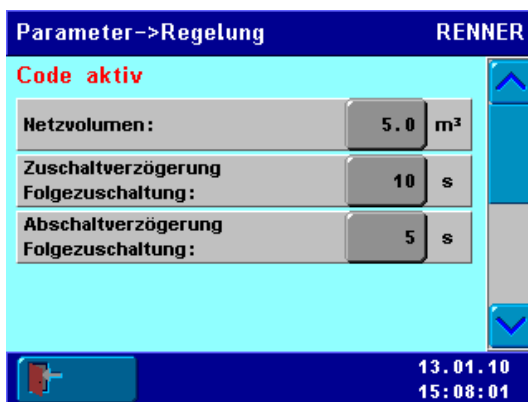 Parameter->Regelung RENNER
Code aktiv
Netzvolumen: 5.0 m³
Zuschaltverzögerung
Folgezuschaltung: 10 s
Abschaltverzögerung
Folgezuschaltung: 5 s
13.01.10
15:08:01